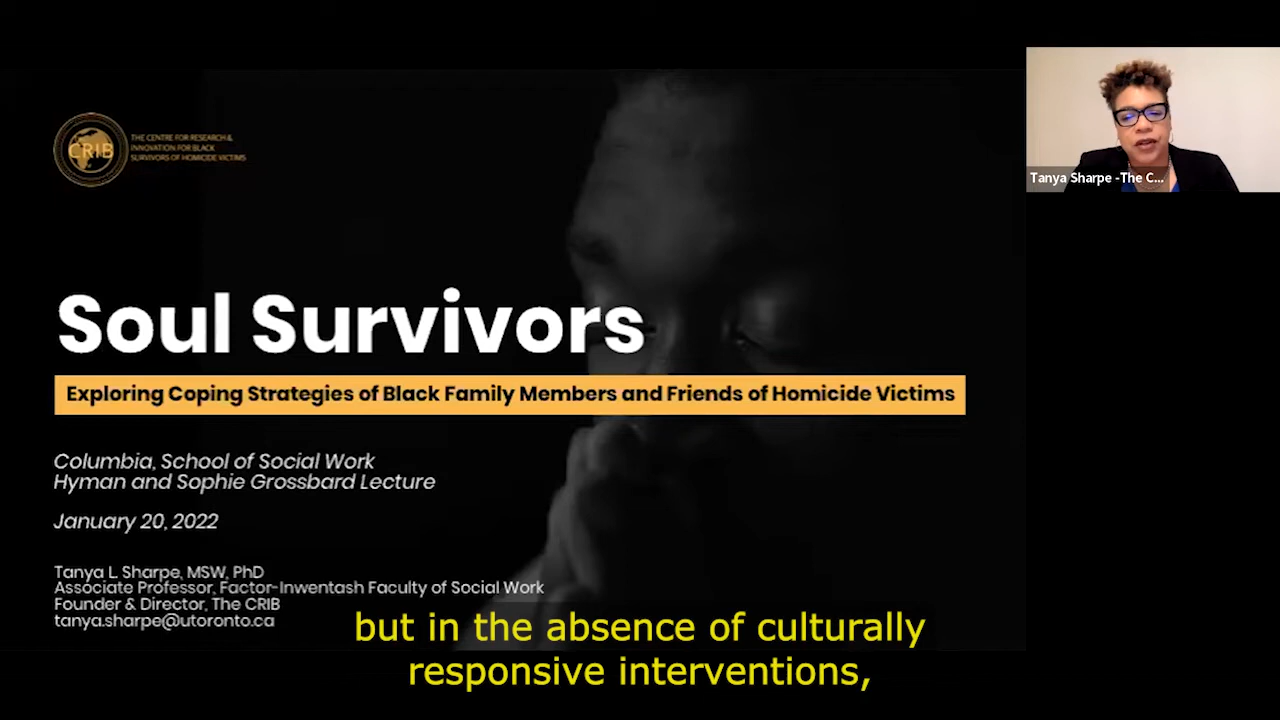 CRIB
THE CENTRE FOR RESEARCH &
INNOVATION FOR BLACK
SURVIVORS OF HOMICIDE VICTIMS
Tanya Sharpe -The C...
Soul Survivors
Exploring Coping Strategies of Black Family Members and Friends of Homicide Victims
Columbia, School of Social Work
Hyman and Sophie Grossbard Lecture
January 20, 2022
Tanya L. Sharpe, MSW, PhD
Associate Professor, Factor-Inwentash Faculty of Social Work
Founder & Director, The CRIB
tanya.sharpe@utoronto.ca
but in the absence of culturally
responsive interventions,